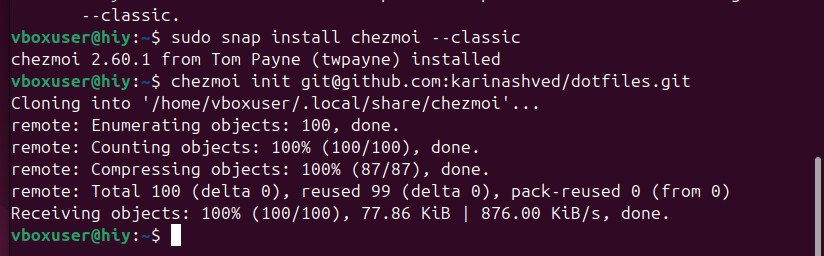 --classic.
vboxuser@hiy:~$ sudo snap install chezmoi --classic
chezmoi 2.60.1 from Tom Payne (twpayne) installed
vboxuser@hiy:~$ chezmoi init git@github.com:karinashved/dotfiles.git
Cloning into '/home/vboxuser/.local/share/chezmoi'...
remote: Enumerating objects: 100, done.
remote: Counting objects: 100% (100/100), done.
remote: Compressing objects: 100% (87/87), done.
remote: Total 100 (delta 0), reused 99 (delta 0), pack-reused 0 (from 0)
Receiving objects: 100% (100/100), 77.86 KiB | 876.00 KiB/s, done.
vboxuser@hiy:~$